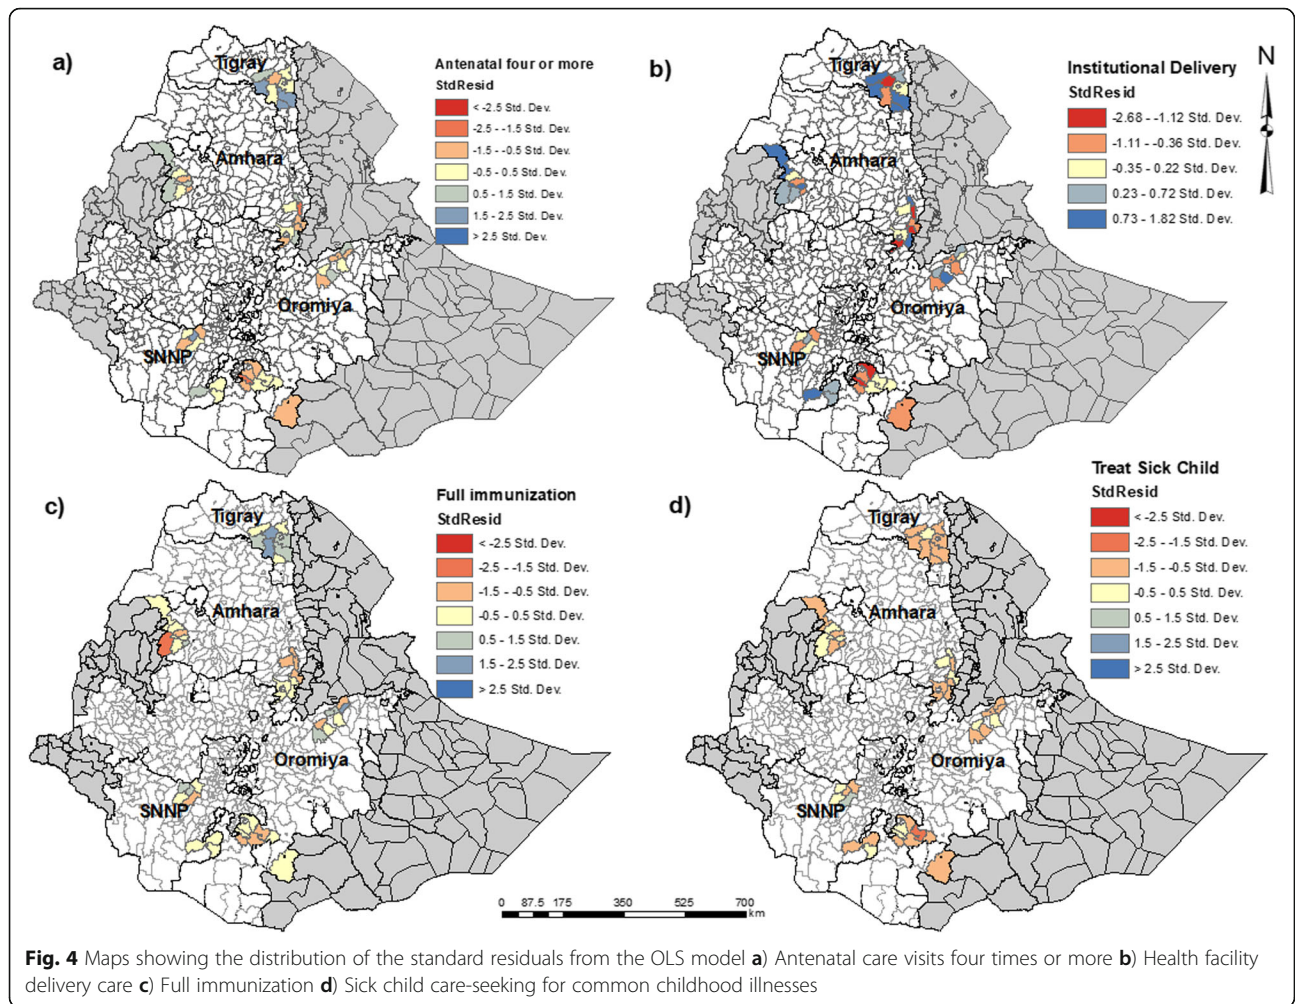 a)
Tigray
Amhara
Oromiya
SNNP
Antenatal four or more
StdResid
< -2.5 Std. Dev.
-2.5 - -1.5 Std. Dev.
-1.5 - -0.5 Std. Dev.
-0.5 - 0.5 Std. Dev.
0.5 - 1.5 Std. Dev.
1.5 - 2.5 Std. Dev.
> 2.5 Std. Dev.
b)
Tigray
Amhara
Oromiya
SNNP
Institutional Delivery
StdResid
-2.68 - -1.12 Std. Dev.
-1.11 - -0.36 Std. Dev.
-0.35 - 0.22 Std. Dev.
0.23 - 0.72 Std. Dev.
0.73 - 1.82 Std. Dev.
N
c)
Tigray
Amhara
Oromiya
SNNP
Full immunization
StdResid
< -2.5 Std. Dev.
-2.5 - -1.5 Std. Dev.
-1.5 - -0.5 Std. Dev.
-0.5 - 0.5 Std. Dev.
0.5 - 1.5 Std. Dev.
1.5 - 2.5 Std. Dev.
> 2.5 Std. Dev.
d)
Tigray
Amhara
Oromiya
SNNP
Treat Sick Child
StdResid
< -2.5 Std. Dev.
-2.5 - -1.5 Std. Dev.
-1.5 - -0.5 Std. Dev.
-0.5 - 0.5 Std. Dev.
0.5 - 1.5 Std. Dev.
1.5 - 2.5 Std. Dev.
> 2.5 Std. Dev.
0 87.5 175 350 525 700
km
Fig. 4 Maps showing the distribution of the standard residuals from the OLS model a) Antenatal care visits four times or more b) Health facility
delivery care c) Full immunization d) Sick child care-seeking for common childhood illnesses